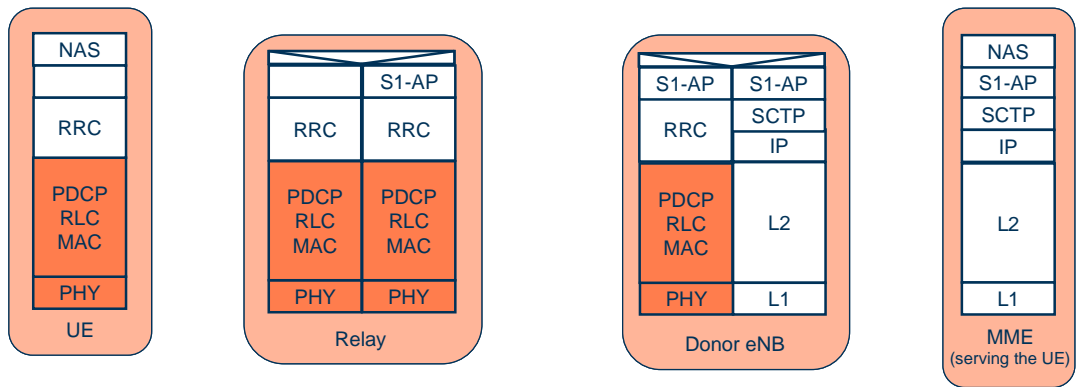 NAS
RRC
PDCP
RLC
MAC
PHY
UE
S1-AP
RRC
RRC
PDCP
RLC
MAC
PDCP
RLC
MAC
PHY
PHY
Relay
S1-AP
S1-AP
RRC
SCTP
IP
PDCP
RLC
MAC
L2
PHY
L1
Donor eNB
NAS
S1-AP
SCTP
IP
L2
L1
MME
(serving the UE)